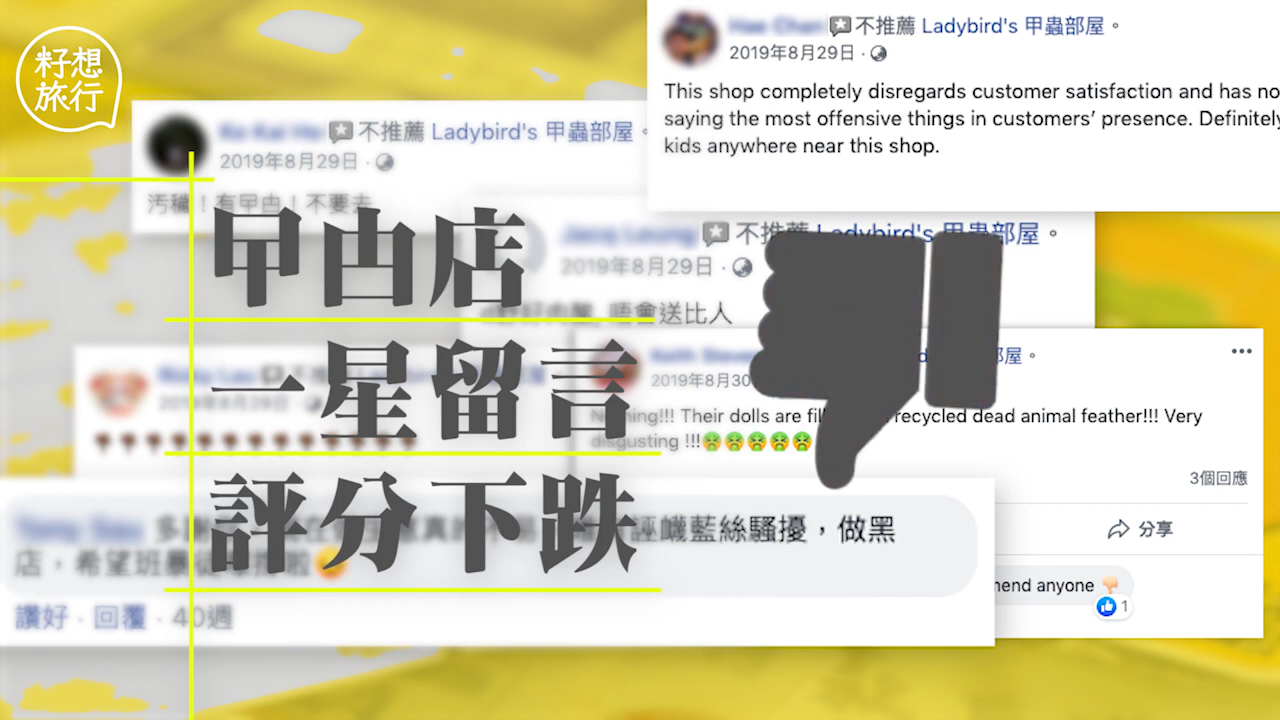 籽想
旅行
不推薦 Ladybird's 甲蟲部屋。
2019年8月29日
This shop completely disregards customer satisfaction and has no
saying the most offensive things in customers’ presence. Definitely
kids anywhere near this shop.
不推薦 Ladybird's 甲蟲部屋。
2019年8月29日
汚穢！有曱甴！不要去
不推薦 Ladybird's 甲蟲部屋。
2019年8月29日
唔會送比人
曱甴店
一星留言
評分下跌
部屋。
2019年8月30
2019年8月29日
Their dolls are recycled dead animal feather!!! Very
disgusting !!!🤮🤮🤮🤮🤮
3個回應
分享
誣衊藍絲騷擾，做黑
店，希望班
mend anyone 👎🏻
1
讚好 · 回覆 · 40週